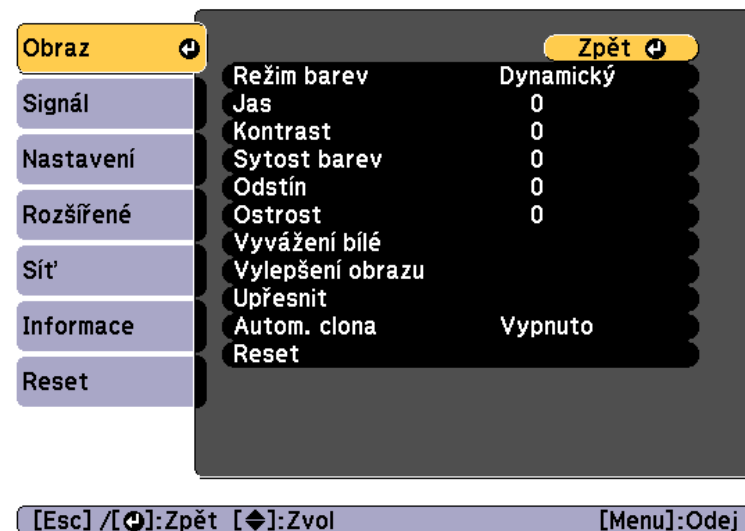 Obraz
Signál
Nastavení
Rozšířené
Síť
Informace
Reset
Zpět
Režim barev Dynamický
Jas 0
Kontrast 0
Sytost barev 0
Odstín 0
Ostrost 0
Vyvážení bílé
Vylepšení obrazu
Upřesnit
Autom. clona Vypnuto
Reset
[Esc] /[⏎]:Zpět [◆]:Zvol [Menu]:Odej